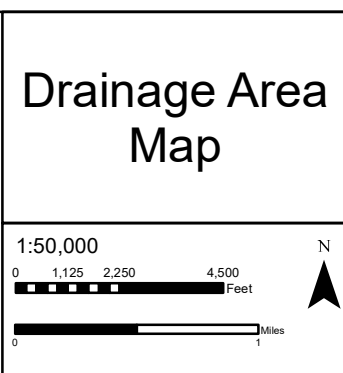 Drainage Area
Map
1:50,000
N
0 1,125 2,250 4,500
Feet
Miles
0 1